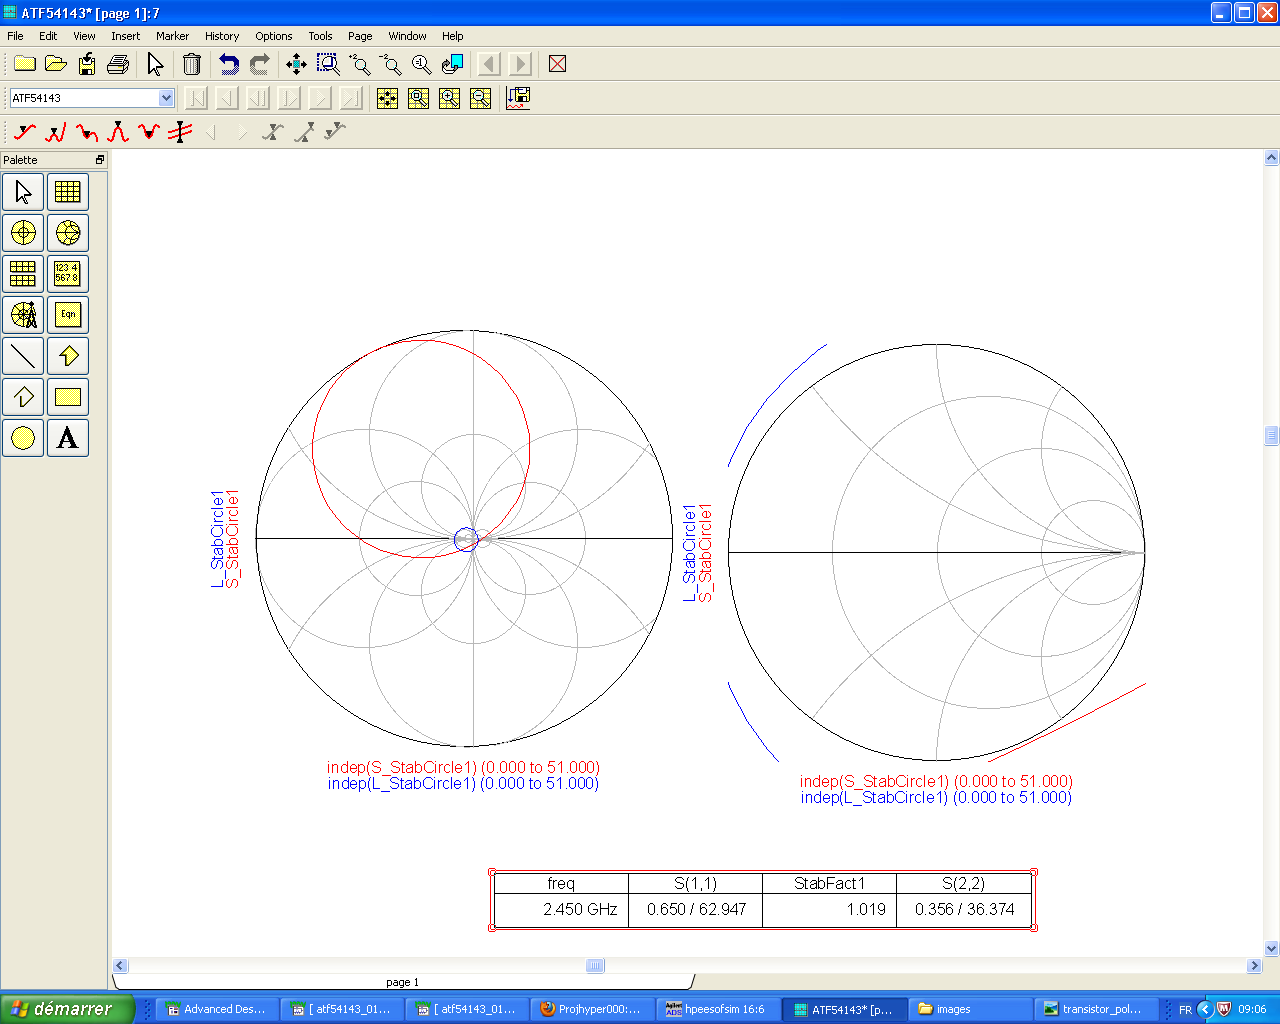 ATF54143* [page 1]:7
File Edit View Insert Marker History Options Tools Page Window Help
ATF54143
Palette
123 4
567 8
Eqn
A
L_StabCircle1
S_StabCircle1
indep(S_StabCircle1) (0.000 to 51.000)
indep(L_StabCircle1) (0.000 to 51.000)
L_StabCircle1
S_StabCircle1
indep(S_StabCircle1) (0.000 to 51.000)
indep(L_StabCircle1) (0.000 to 51.000)
freq S(1,1) StabFact1 S(2,2)
2.450 GHz 0.650 / 62.947 1.019 0.356 / 36.374
page 1
démarrer Advanced Des... [ atf54143_01... [ atf54143_01... Projhyper000:... Agilent ADS hpeesofsim 16:6 ATF54143* [p... images transistor_pol... FR 09:06